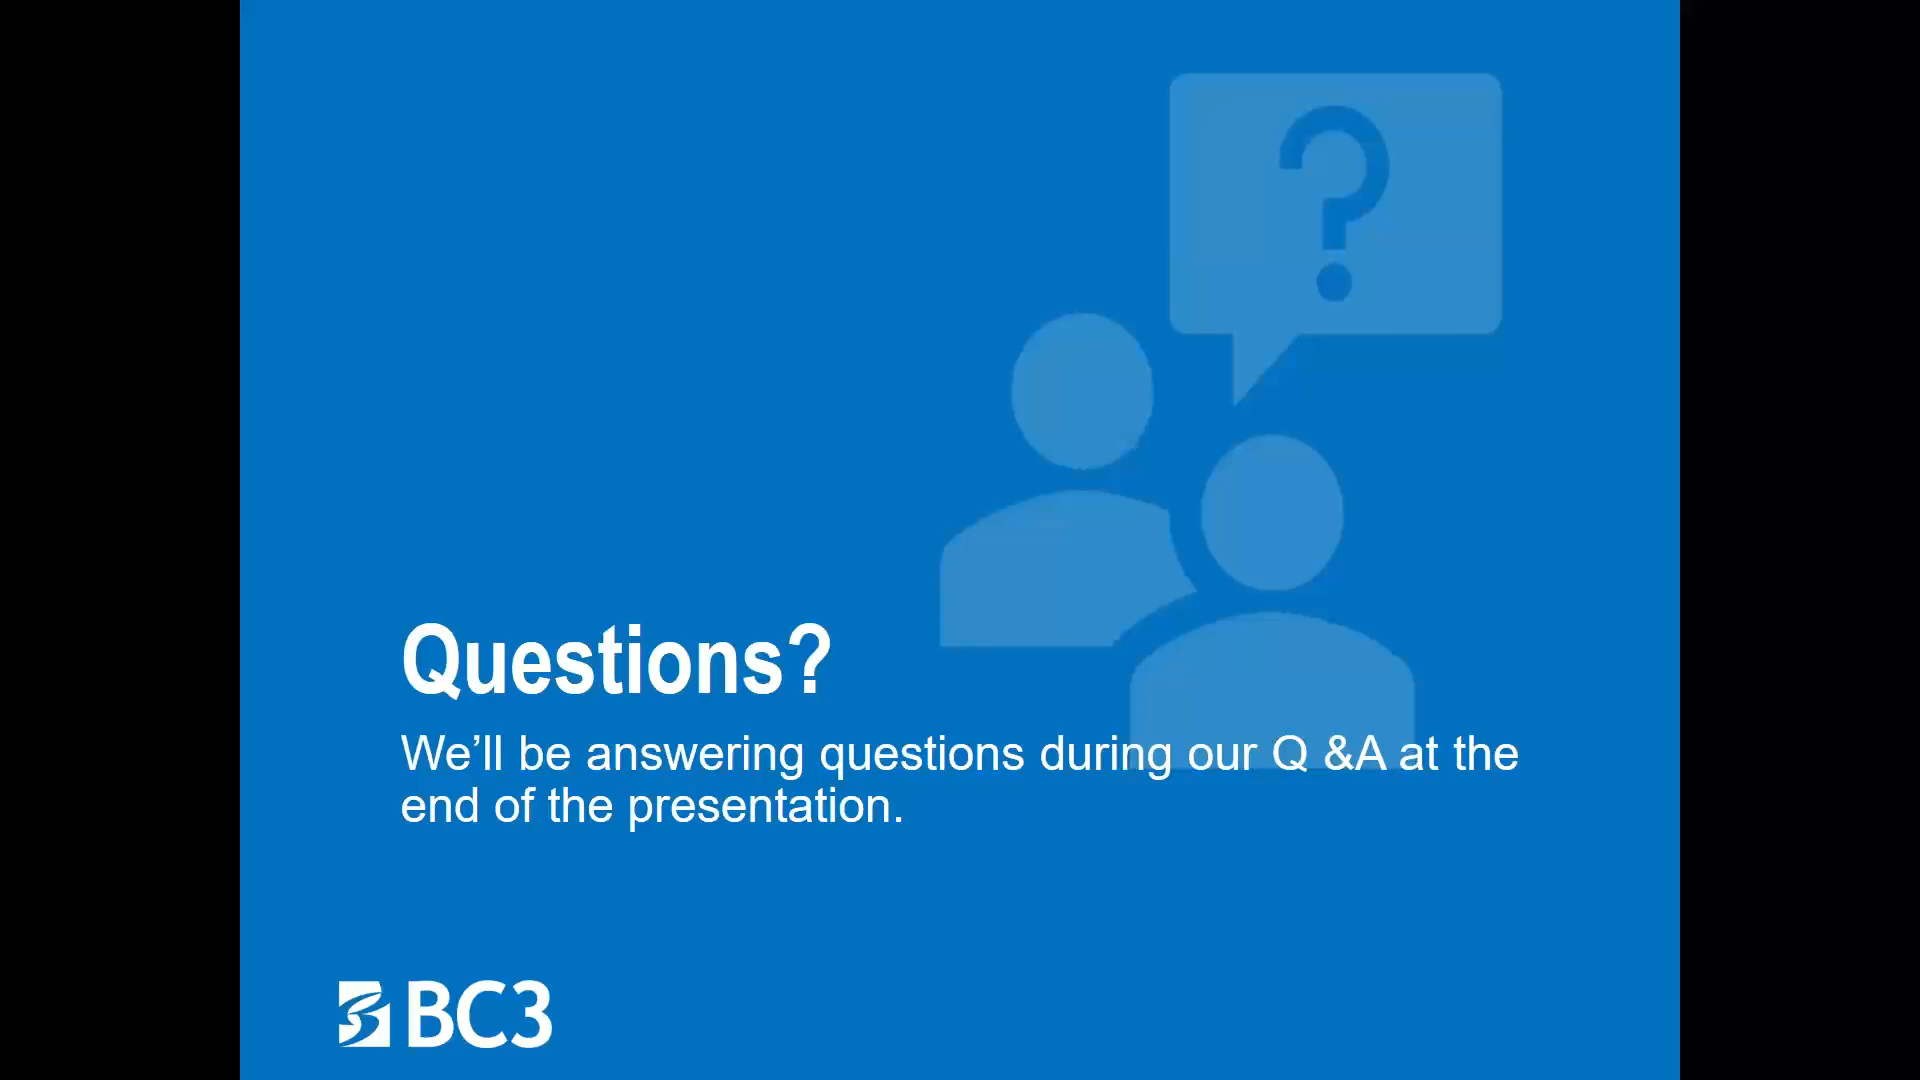 ?
Questions?
We’ll be answering questions during our Q &A at the
end of the presentation.
BC3